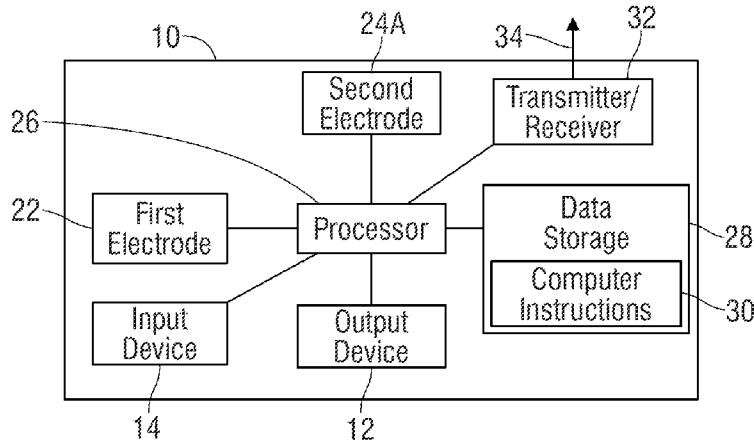 10
24A
34
32
26
Second
Electrode
Transmitter/
Receiver
22
First
Electrode
Processor
Data
Storage
28
Computer
Instructions
30
Input
Device
Output
Device
14
12